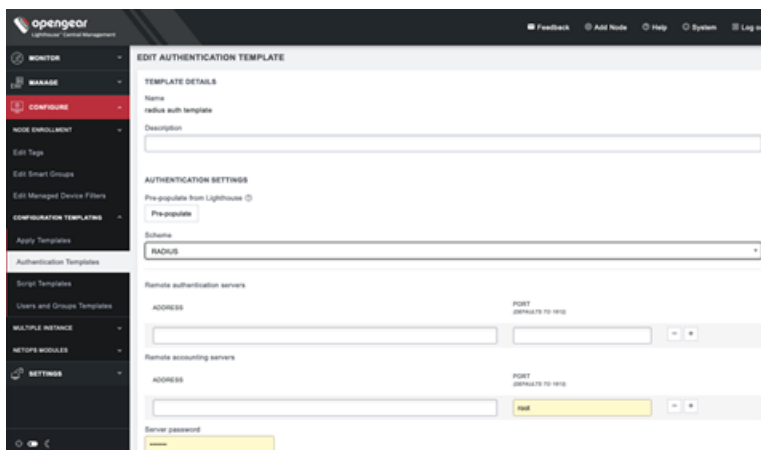 opengear
Lighthouse Central Management
Feedback
Add Node
Help
System
Log o
MONITOR
MANAGE
CONFIGURE
NODE ENROLLMENT
Edit Tags
Edit Smart Groups
Edit Managed Device Filters
CONFIGURATION TEMPLATING
Apply Templates
Authentication Templates
Script Templates
Users and Groups Templates
MULTIPLE INSTANCE
NETOPS MODULES
SETTINGS
EDIT AUTHENTICATION TEMPLATE
TEMPLATE DETAILS
Name
radius auth template
Description
AUTHENTICATION SETTINGS
Pre-populate from Lighthouse
Pre-populate
Scheme
RADIUS
Remote authentication servers
ADDRESS
PORT
(DEFAULTS TO 1812)
Remote accounting servers
ADDRESS
PORT
root
Server password